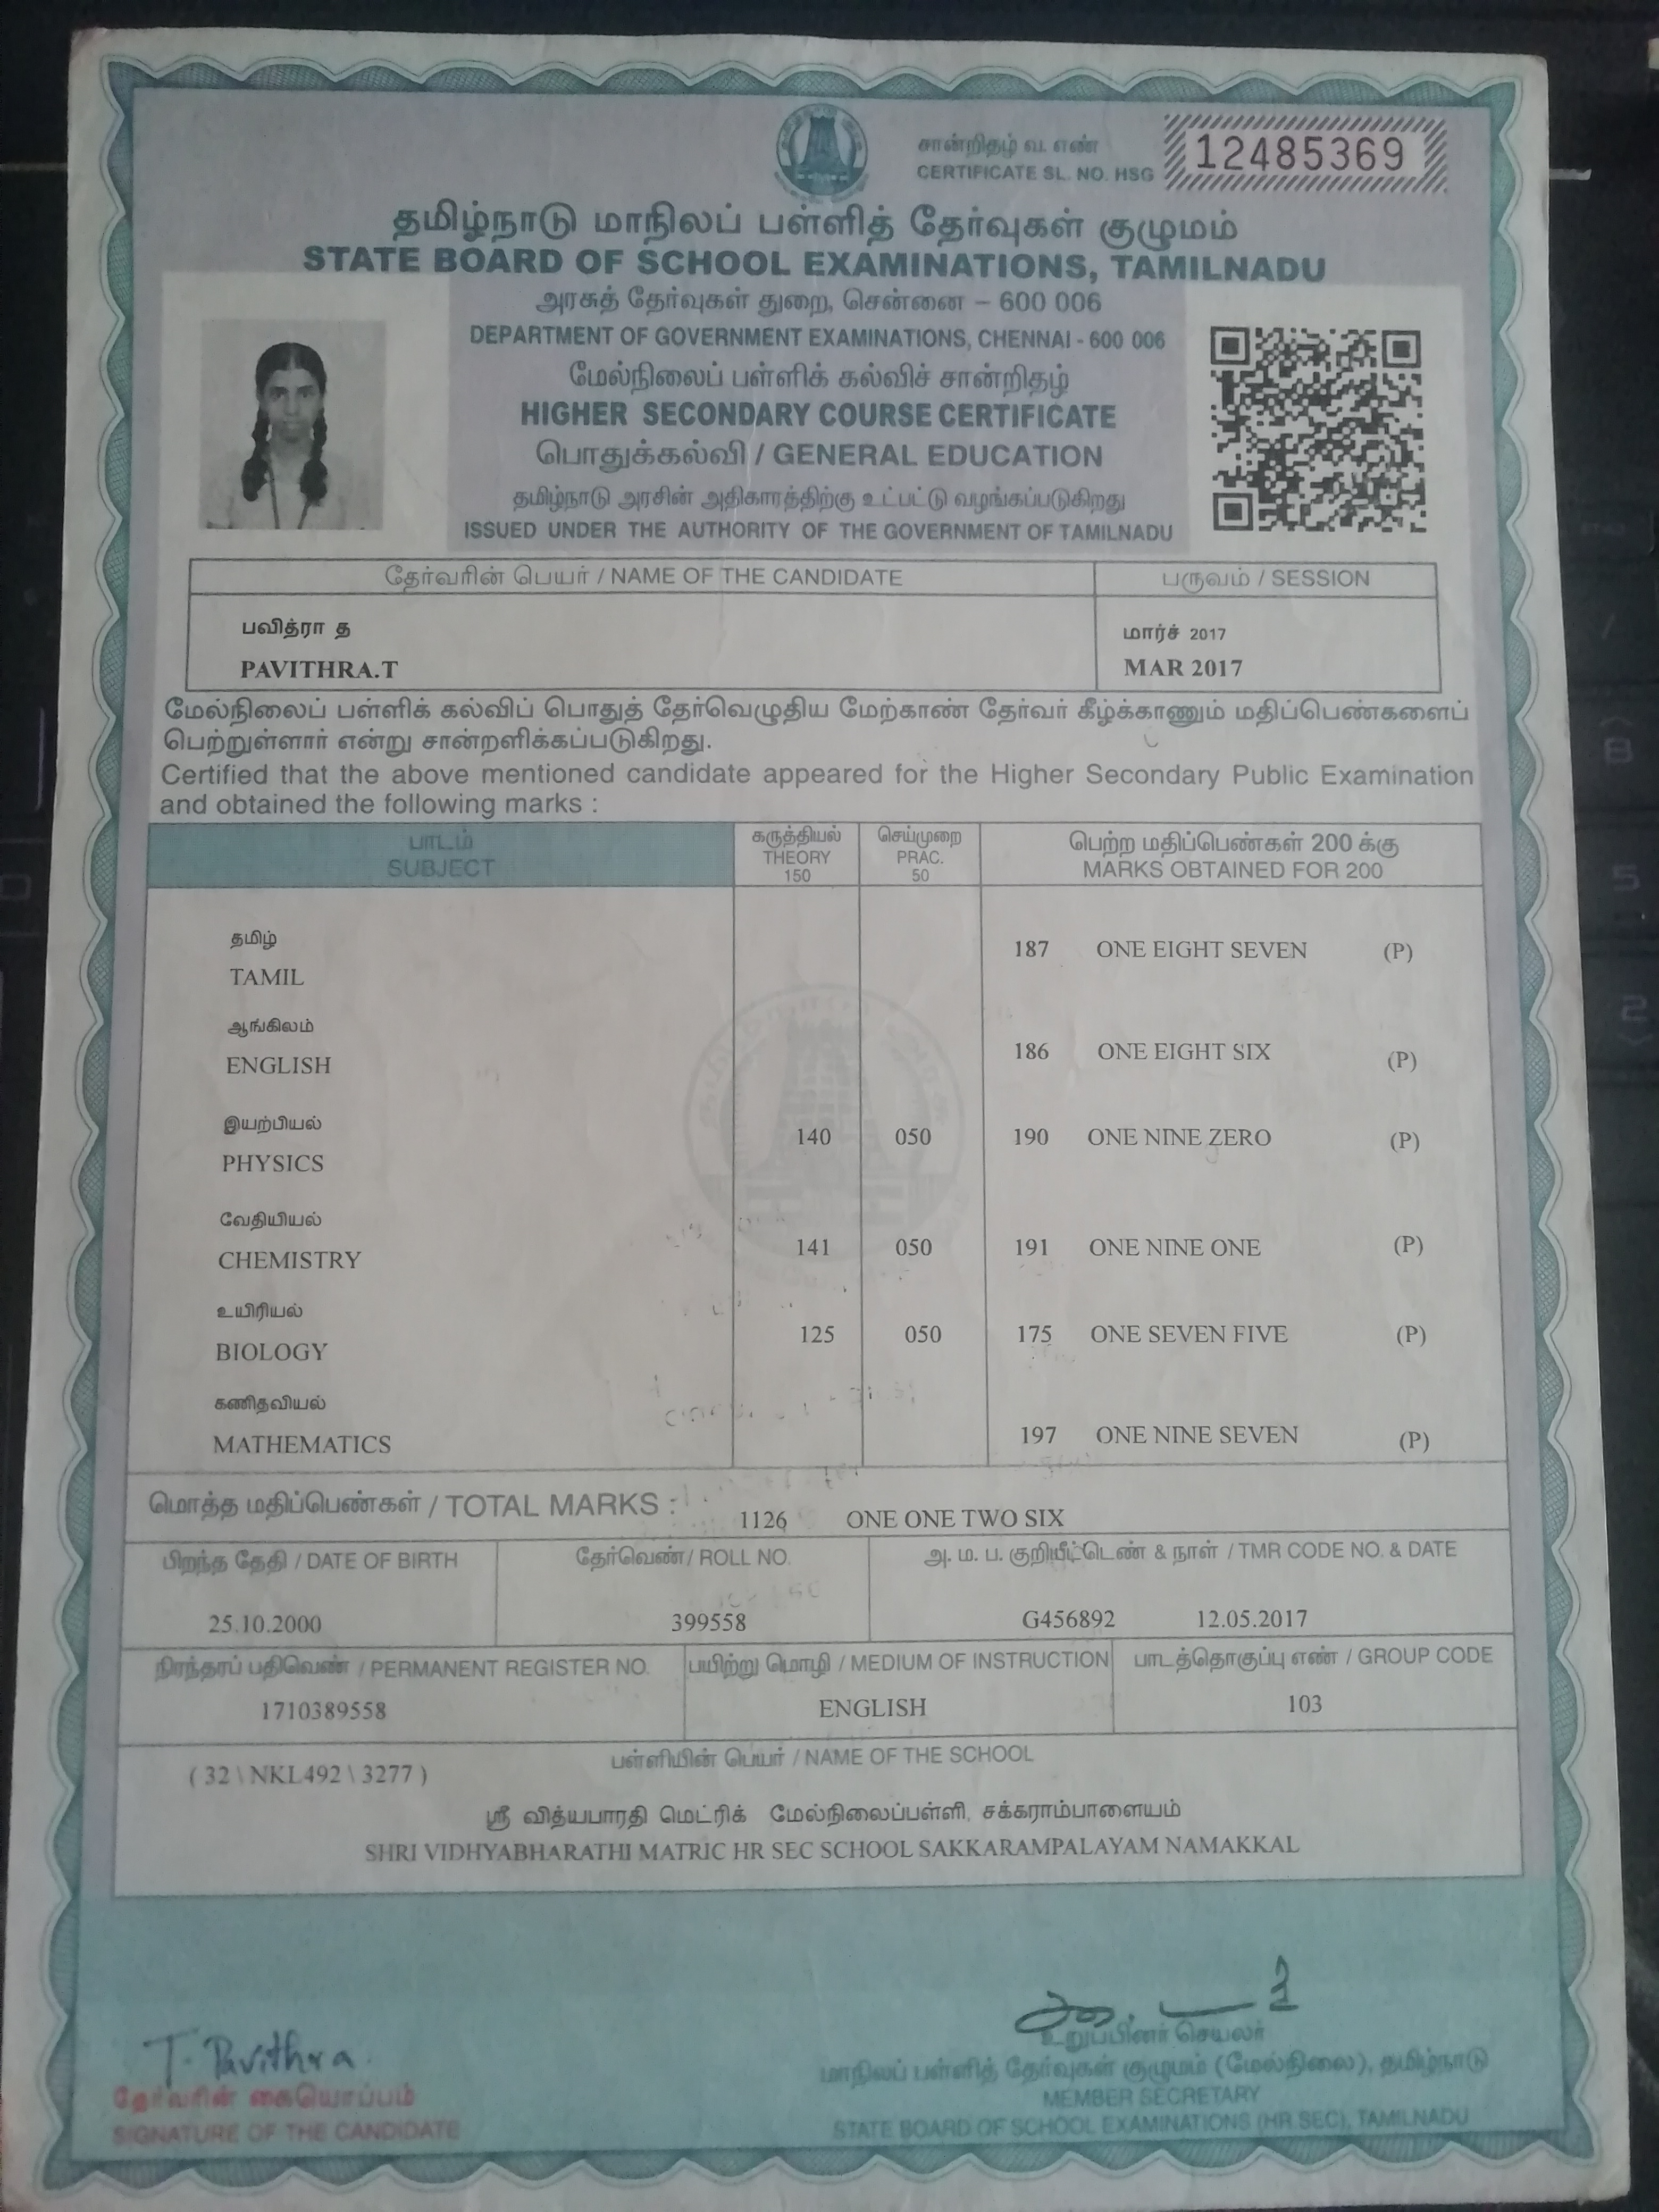 சான்றிதழ் வ. எண்
CERTIFICATE SL. NO. HSG 12485369
தமிழ்நாடு மாநிலப் பள்ளித் தேர்வுகள் குழுமம்
STATE BOARD OF SCHOOL EXAMINATIONS, TAMILNADU
அரசுத் தேர்வுகள் துறை, சென்னை – 600 006
DEPARTMENT OF GOVERNMENT EXAMINATIONS, CHENNAI - 600 006
மேல்நிலைப் பள்ளிக் கல்விச் சான்றிதழ்
HIGHER SECONDARY COURSE CERTIFICATE
பொதுக்கல்வி / GENERAL EDUCATION
தமிழ்நாடு அரசின் அதிகாரத்திற்கு உட்பட்டு வழங்கப்படுகிறது
ISSUED UNDER THE AUTHORITY OF THE GOVERNMENT OF TAMILNADU
தேர்வரின் பெயர் / NAME OF THE CANDIDATE பருவம் / SESSION
பவித்ரா த மார்ச் 2017
PAVITHRA.T MAR 2017
மேல்நிலைப் பள்ளிக் கல்விப் பொதுத் தேர்வெழுதிய மேற்காண் தேர்வர் கீழ்க்காணும் மதிப்பெண்களைப்
பெற்றுள்ளார் என்று சான்றளிக்கப்படுகிறது.
Certified that the above mentioned candidate appeared for the Higher Secondary Public Examination
and obtained the following marks :
பாடம் கருத்தியல் செய்முறை பெற்ற மதிப்பெண்கள் 200 க்கு
SUBJECT THEORY PRAC. MARKS OBTAINED FOR 200
150 50
தமிழ்
TAMIL 187 ONE EIGHT SEVEN (P)
ஆங்கிலம்
ENGLISH 186 ONE EIGHT SIX (P)
இயற்பியல்
PHYSICS 140 050 190 ONE NINE ZERO (P)
வேதியியல்
CHEMISTRY 141 050 191 ONE NINE ONE (P)
உயிரியல்
BIOLOGY 125 050 175 ONE SEVEN FIVE (P)
கணிதவியல்
MATHEMATICS 197 ONE NINE SEVEN (P)
மொத்த மதிப்பெண்கள் / TOTAL MARKS : 1126 ONE ONE TWO SIX
பிறந்த தேதி / DATE OF BIRTH தேர்வெண் / ROLL NO. அ. ம. ப. குறியீட்டெண் & நாள் / TMR CODE NO. & DATE
25.10.2000 399558 G456892 12.05.2017
நிரந்தரப் பதிவெண் / PERMANENT REGISTER NO. பயிற்று மொழி / MEDIUM OF INSTRUCTION பாடத்தொகுப்பு எண் / GROUP CODE
1710389558 ENGLISH 103
பள்ளியின் பெயர் / NAME OF THE SCHOOL
( 32 \ NKL492 \ 3277 )
ஸ்ரீ வித்யபாரதி மெட்ரிக் மேல்நிலைப்பள்ளி, சக்கராம்பாளையம்
SHRI VIDHYABHARATHI MATRIC HR SEC SCHOOL SAKKARAMPALAYAM NAMAKKAL
T. Pavithra
தேர்வரின் கையொப்பம்
SIGNATURE OF THE CANDIDATE
உறுப்பினர் செயலர்
மாநிலப் பள்ளித் தேர்வுகள் குழுமம் (மேல்நிலை), தமிழ்நாடு
MEMBER SECRETARY
STATE BOARD OF SCHOOL EXAMINATIONS (HR.SEC), TAMILNADU